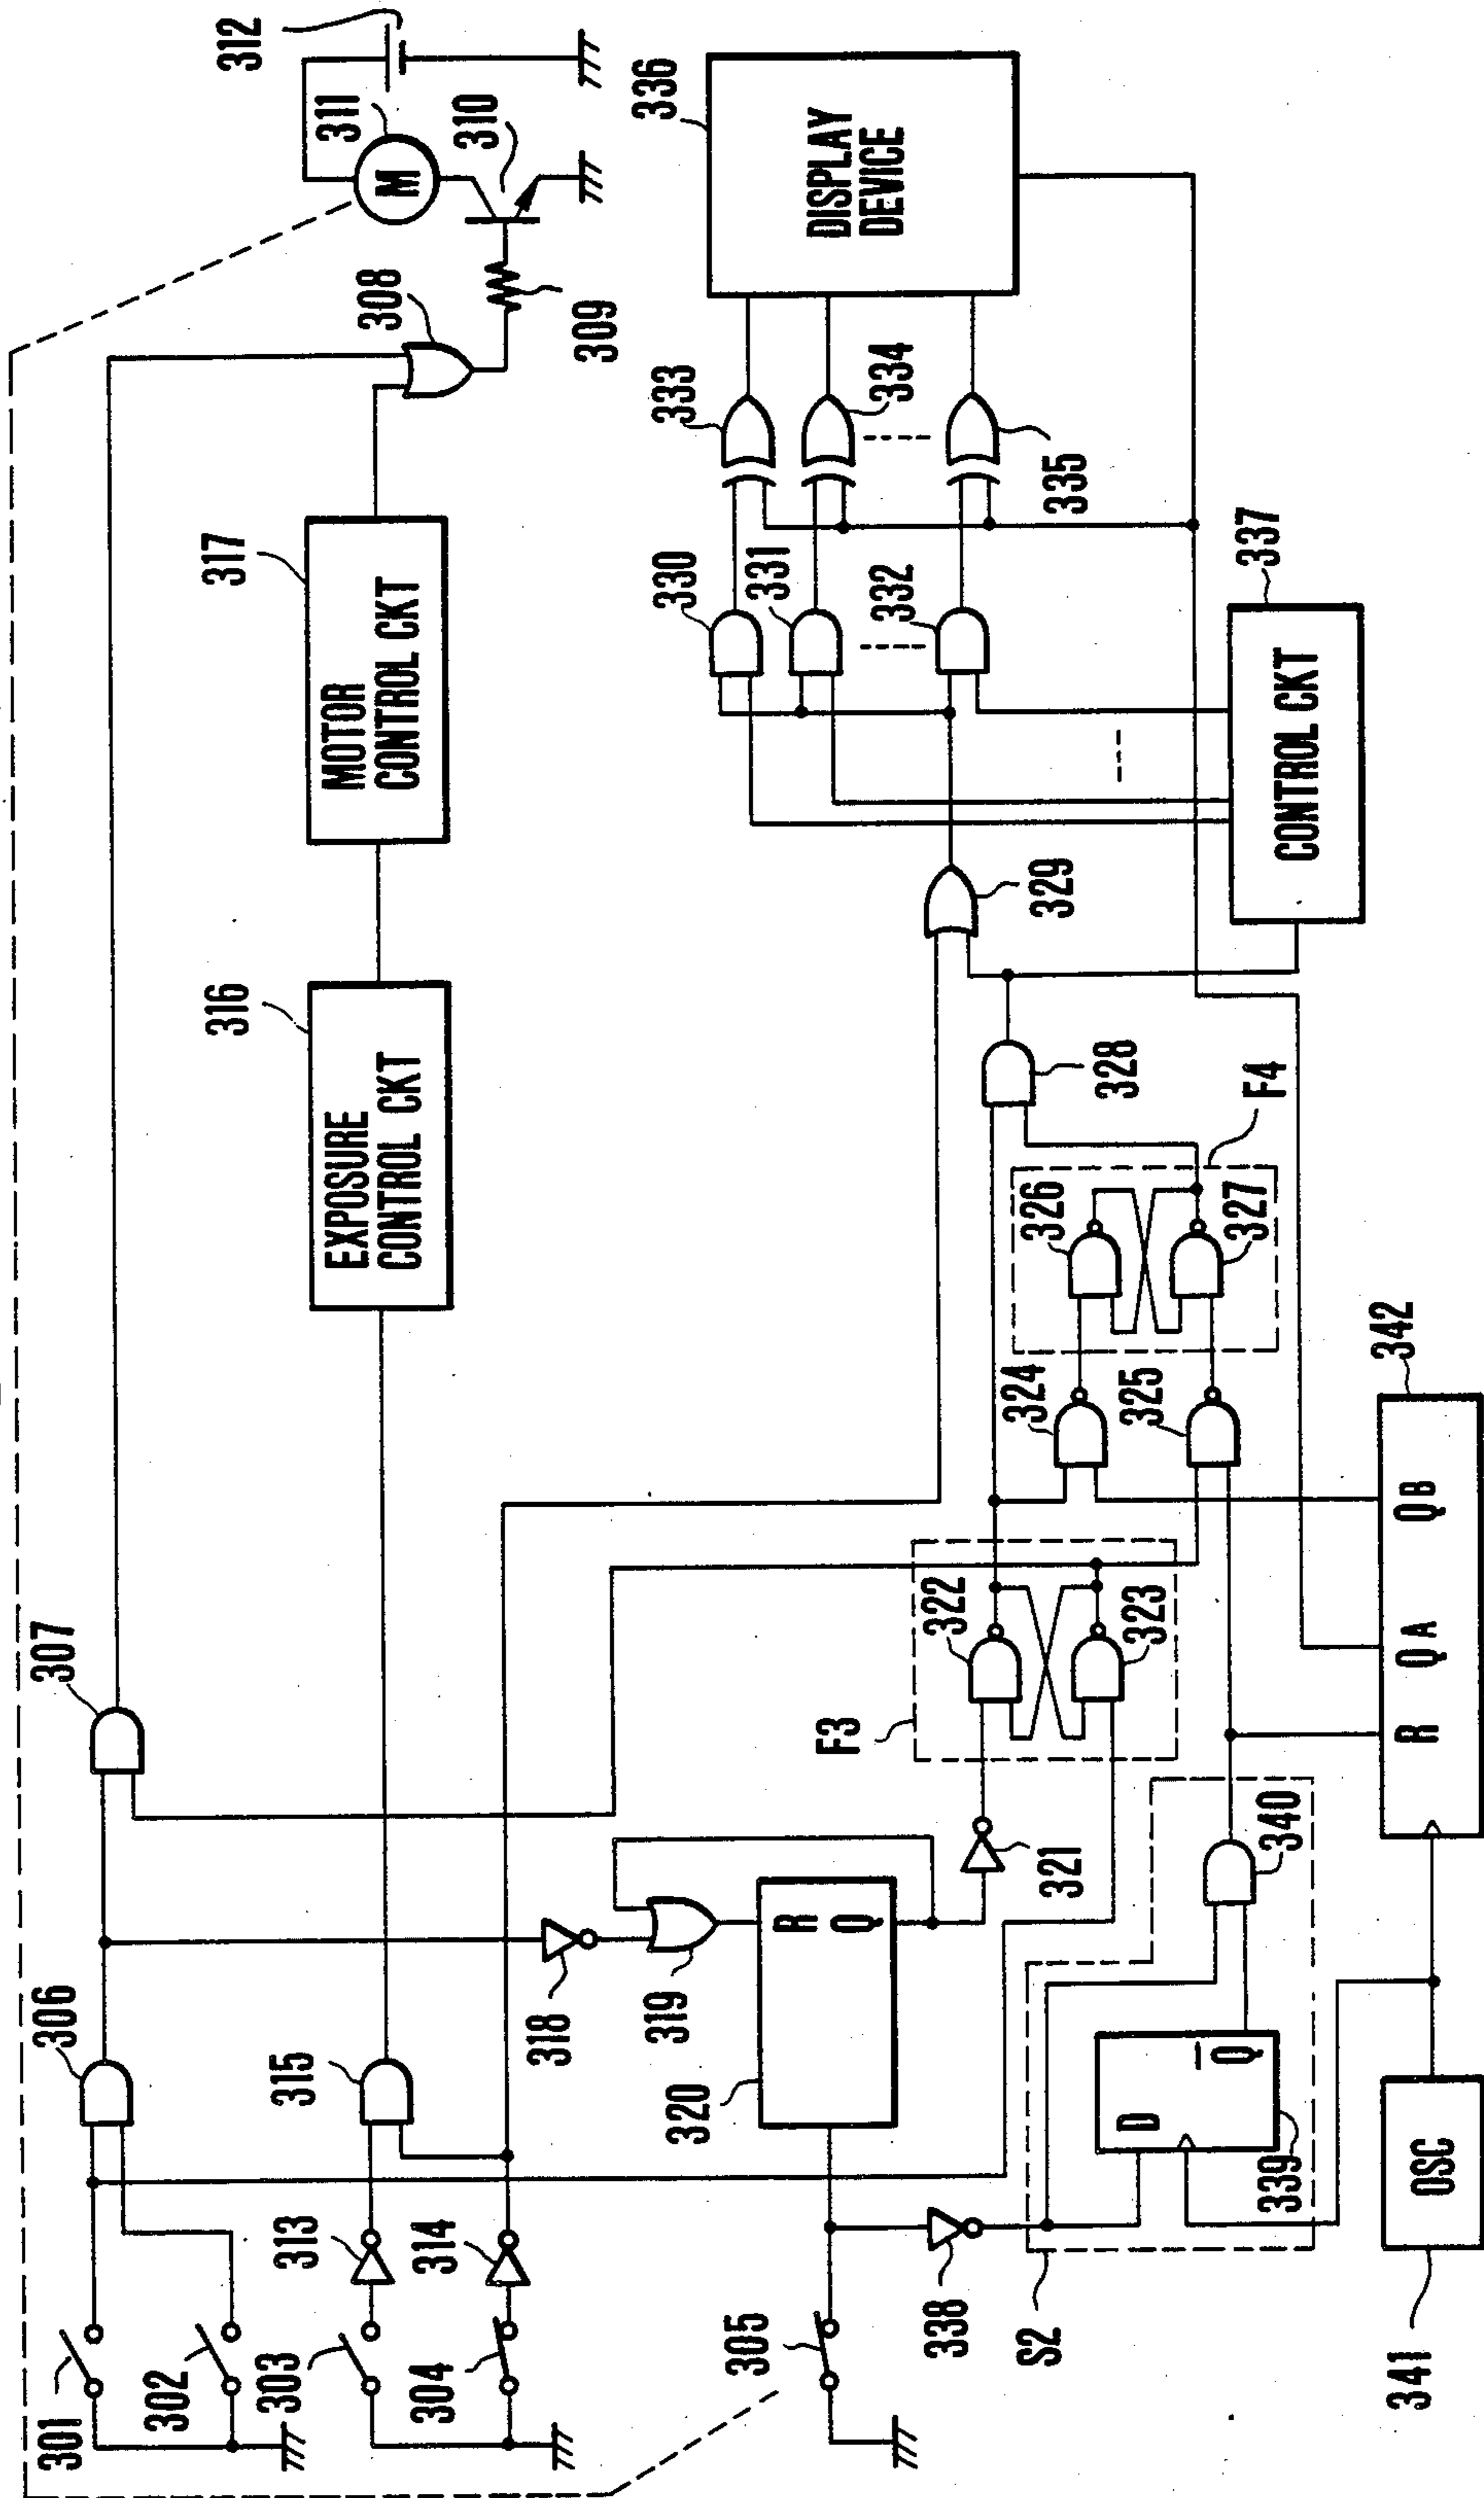 312
311
M
310
336
DISPLAY
DEVICE
308
309
333
334
335
317
MOTOR
CONTROL CKT
330
331
332
337
CONTROL CKT
329
316
EXPOSURE
CONTROL CKT
328
F4
326
327
324
325
342
R QA QB
307
F3
322
323
321
340
306
315
318
319
320
R
Q
D
Q̅
339
OSC
341
313
314
301
302
303
304
305
338
S2